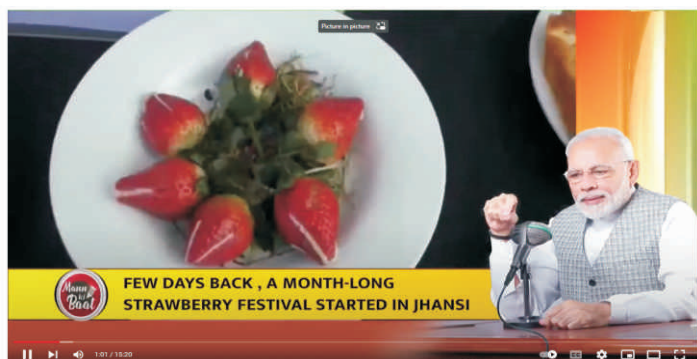 Picture in picture
Mann
ki
Baat
FEW DAYS BACK , A MONTH-LONG
STRAWBERRY FESTIVAL STARTED IN JHANSI
1:01 / 15:20